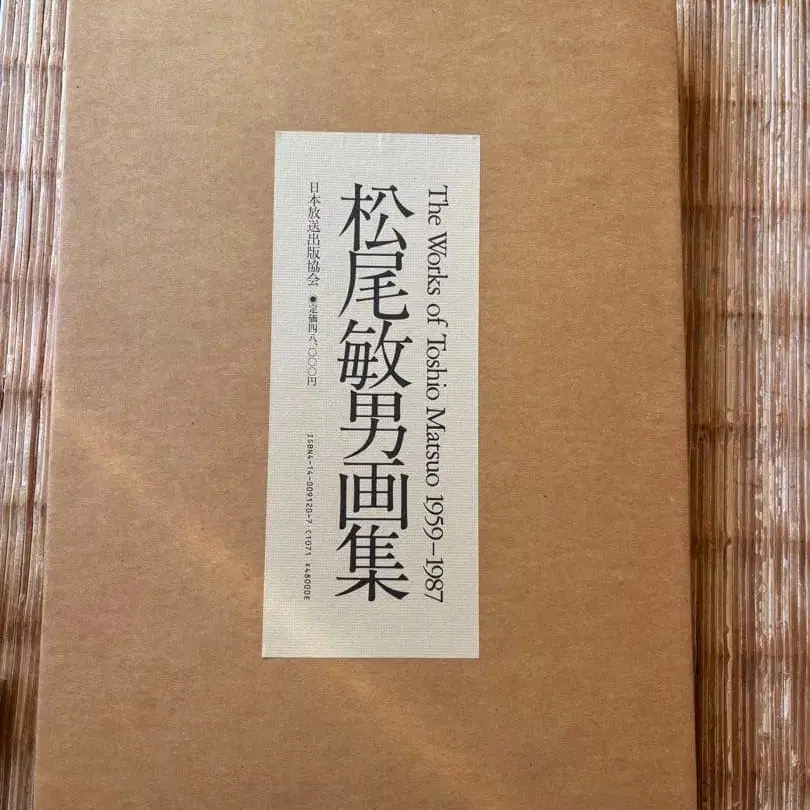 The Works of Toshio Matsuo 1959–1987
松尾敏男画集
日本放送出版協会 ●定価四八、〇〇〇円
ISBN4-14-009120-7 C1071 ¥48000E